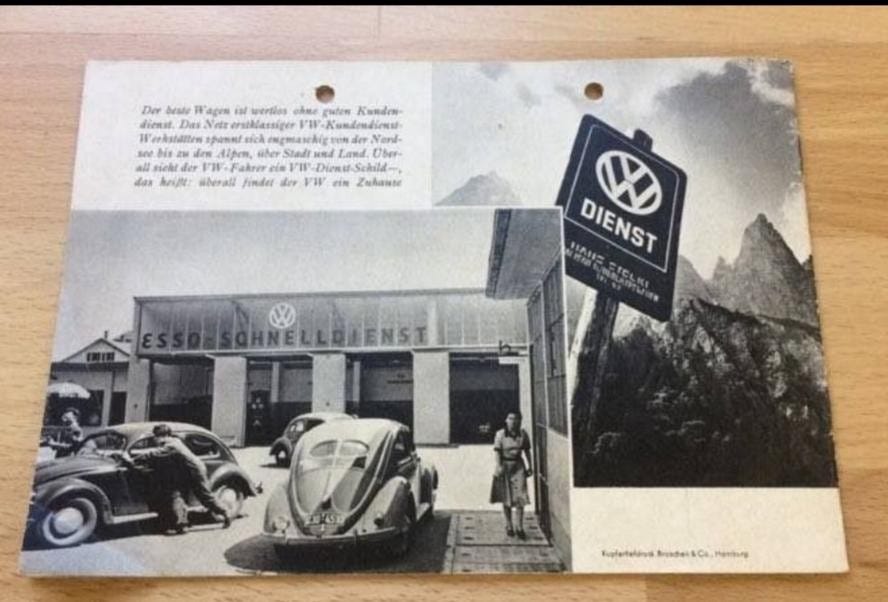 Der beste Wagen ist wertlos ohne guten Kunden-
dienst. Das Netz erstklassiger VW-Kundendienst-
Werkstätten spannt sich engmaschig von der Nord-
see bis zu den Alpen, über Stadt und Land. Über-
all sieht der VW-Fahrer ein VW-Dienst-Schild –,
das heißt: überall findet der VW ein Zuhause
VW
DIENST
HANS
VW
ESSO-SCHNELLDIENST
Kupfertiefdruck Broschek & Co., Hamburg